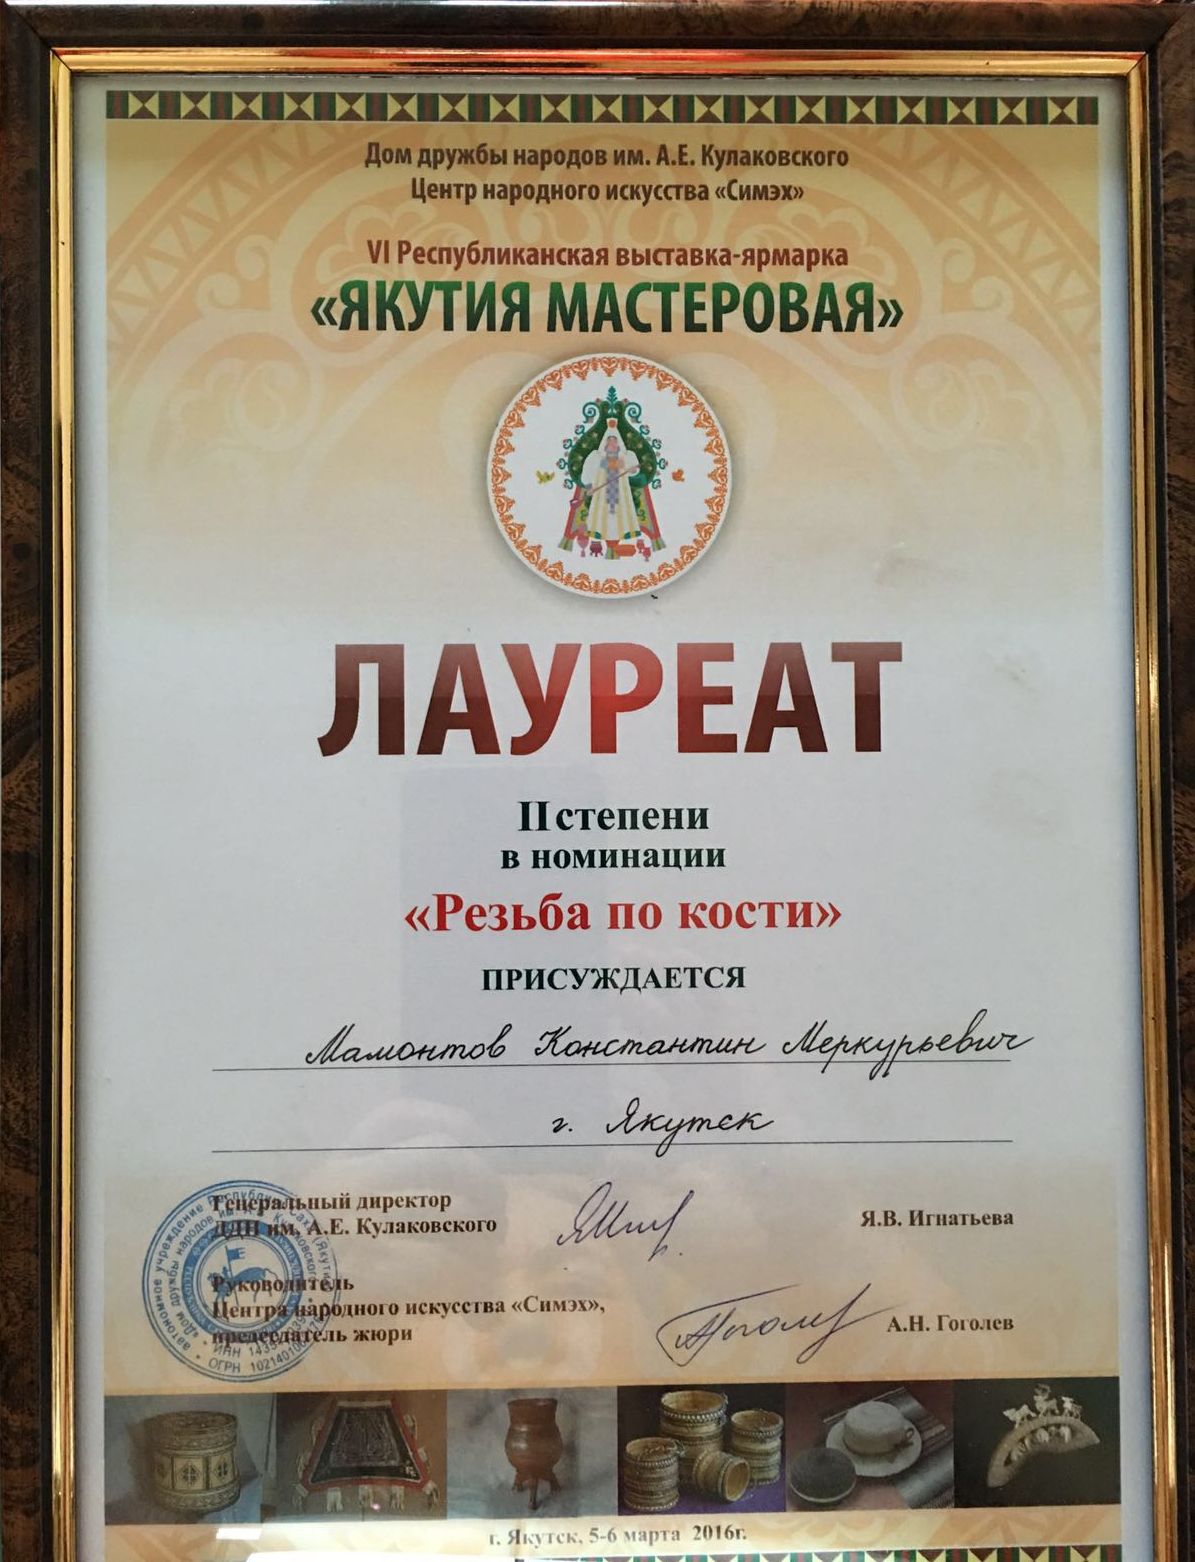 Дом дружбы народов им. А.Е. Кулаковского
Центр народного искусства «Симэх»
VI Республиканская выставка-ярмарка
«ЯКУТИЯ МАСТЕРОВАЯ»
ЛАУРЕАТ
II степени
в номинации
«Резьба по кости»
ПРИСУЖДАЕТСЯ
Мамонтов Константин Меркурьевич
г. Якутск
Генеральный директор
ДДН им. А.Е. Кулаковского
Я.В. Игнатьева
Руководитель
Центра народного искусства «Симэх»,
председатель жюри
А.Н. Гоголев
г. Якутск, 5-6 марта 2016г.